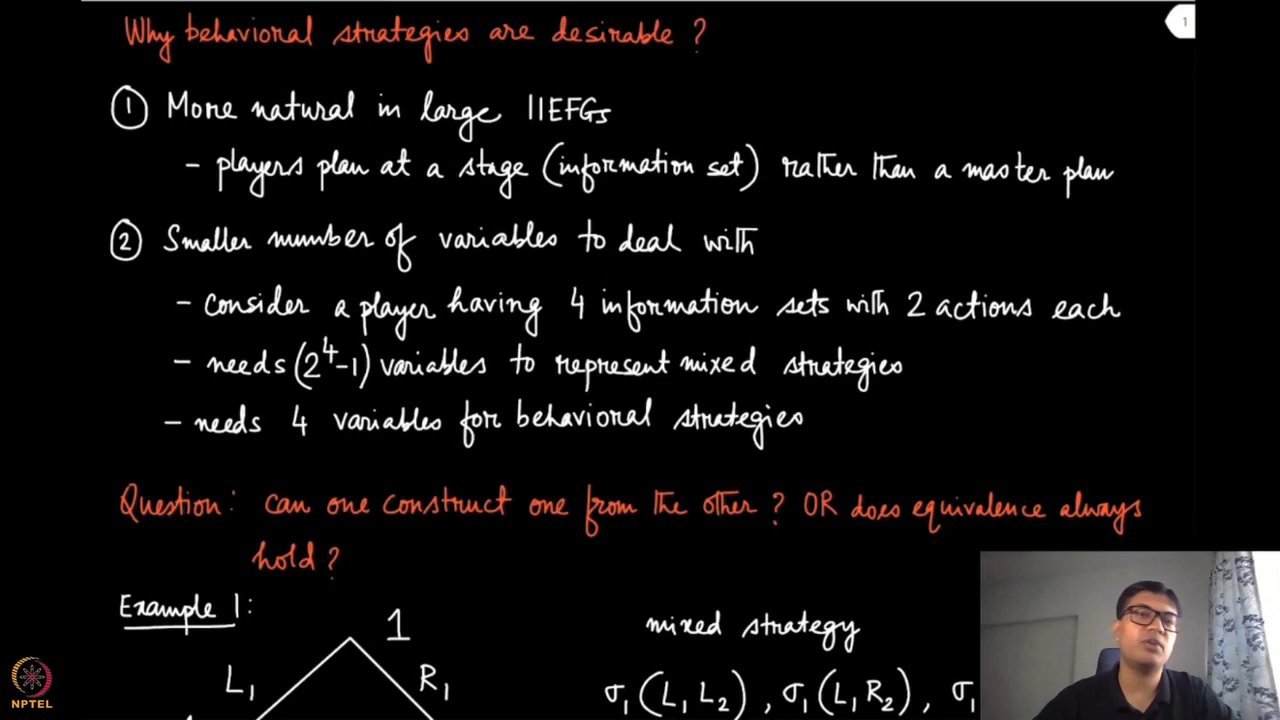 Why behavioral strategies are desirable ?
1
① More natural in large IIEFGs
- players plan at a stage (information set) rather than a master plan
② Smaller number of variables to deal with
- consider a player having 4 information sets with 2 actions each
- needs (2⁴-1) variables to represent mixed strategies
- needs 4 variables for behavioral strategies
Question: can one construct one from the other ? OR does equivalence always
hold ?
Example 1:
1
mixed strategy
L₁ R₁
σ₁(L₁L₂), σ₁(L₁R₂), σ₁
NPTEL